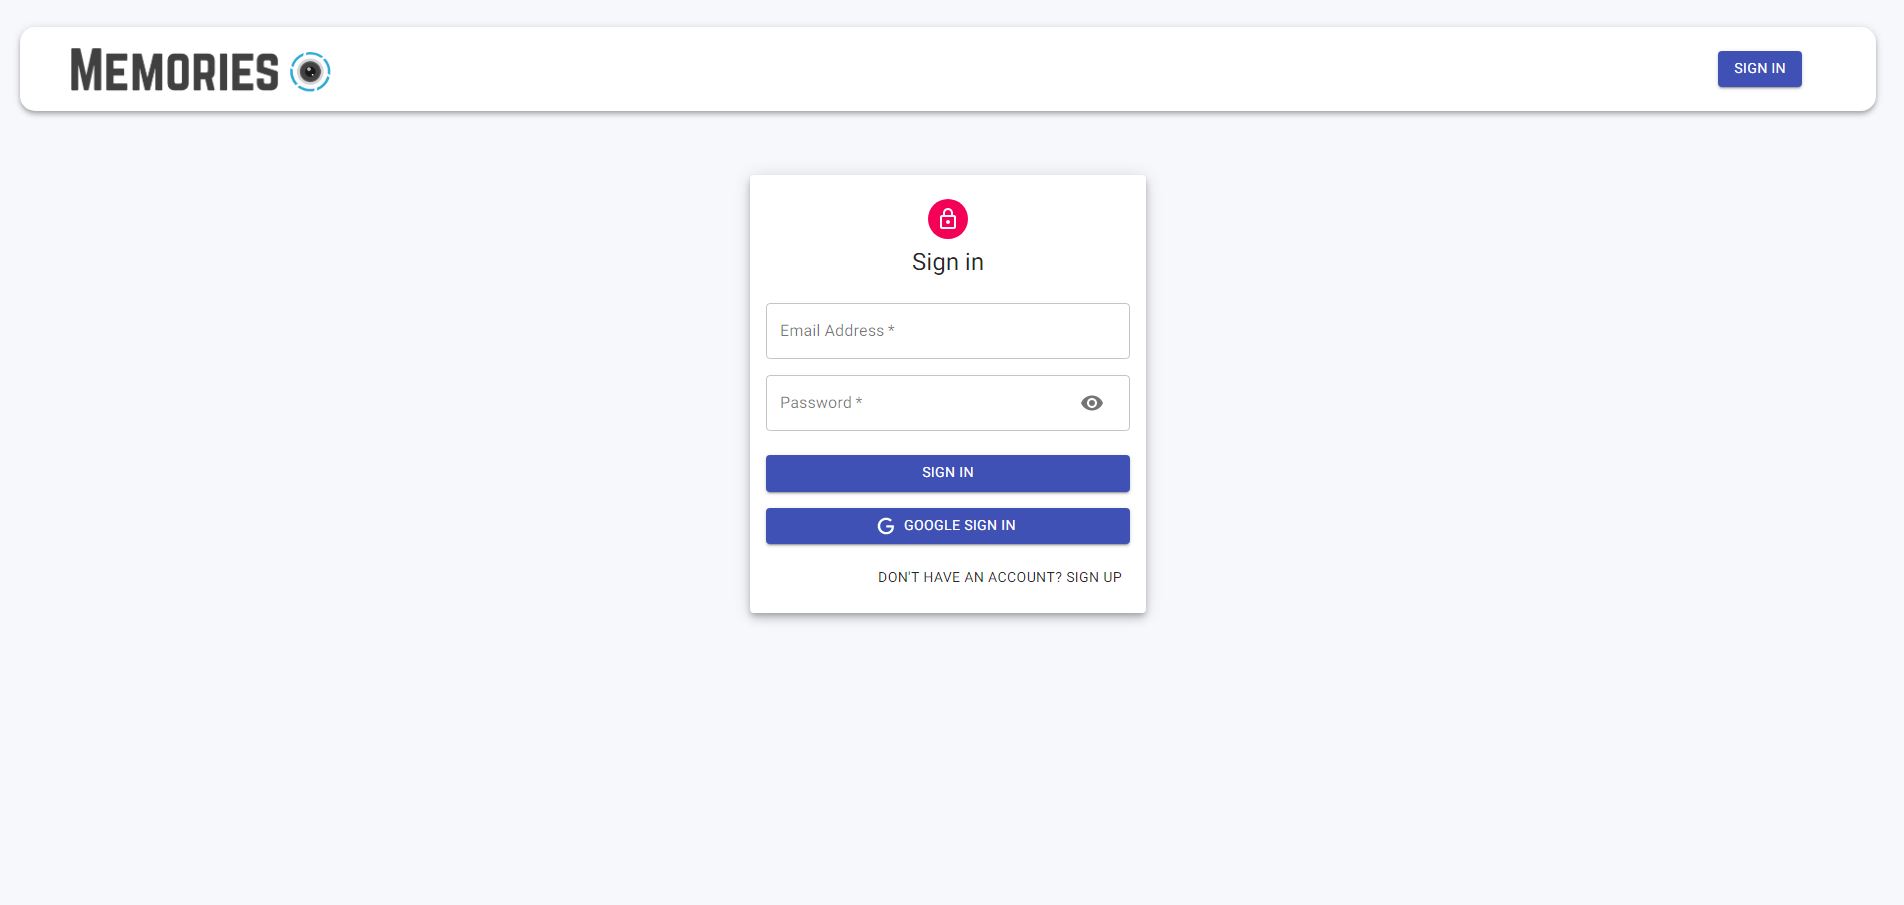 MEMORIES
SIGN IN
Sign in
Email Address *
Password *
SIGN IN
GOOGLE SIGN IN
DON'T HAVE AN ACCOUNT? SIGN UP